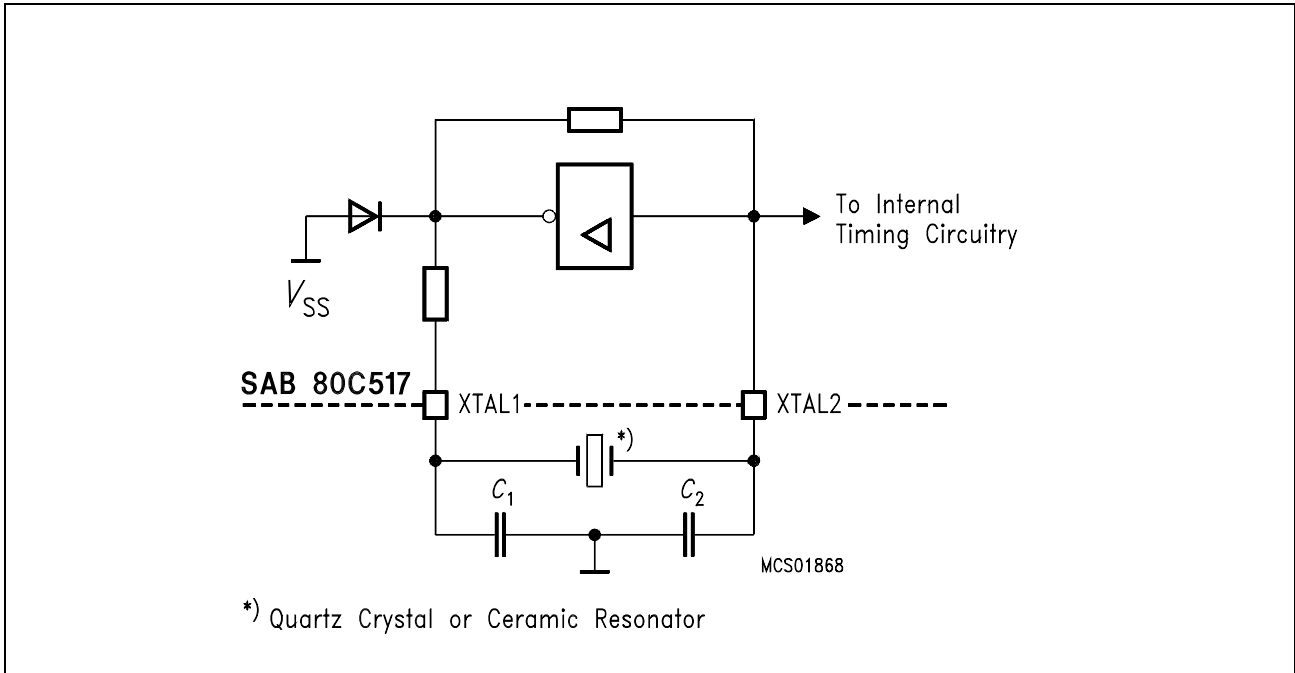 To Internal
Timing Circuitry
VSS
SAB 80C517
XTAL1
XTAL2
*)
C1
C2
MCS01868
*) Quartz Crystal or Ceramic Resonator